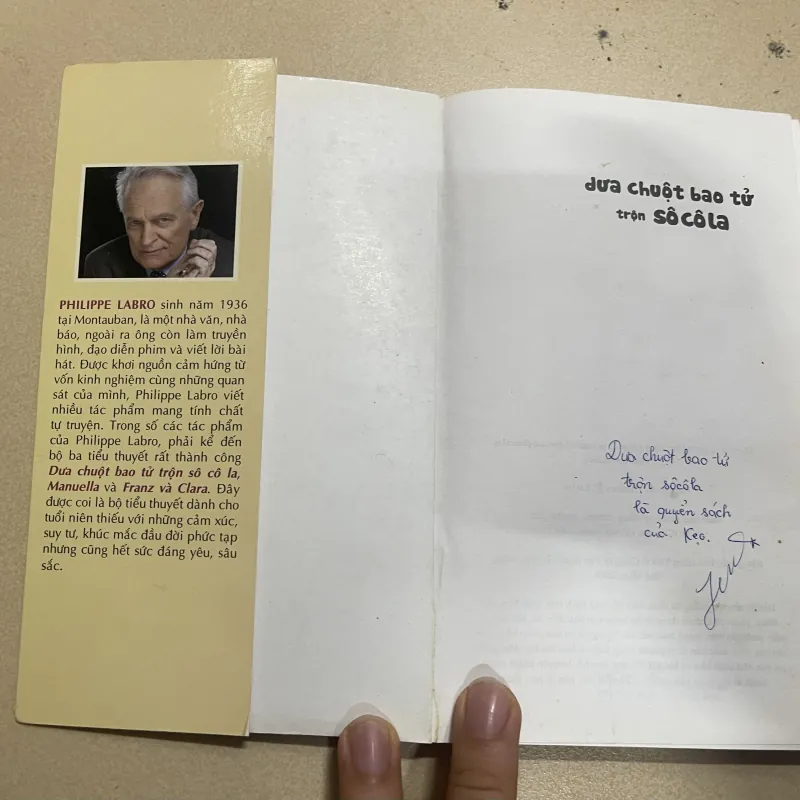 PHILIPPE LABRO sinh năm 1936
tại Montauban, là một nhà văn, nhà
báo, ngoài ra ông còn làm truyền
hình, đạo diễn phim và viết lời bài
hát. Được khơi nguồn cảm hứng từ
vốn kinh nghiệm cùng những quan
sát của mình, Philippe Labro viết
nhiều tác phẩm mang tính chất
tự truyện. Trong số các tác phẩm
của Philippe Labro, phải kể đến
bộ ba tiểu thuyết rất thành công
Dưa chuột bao tử trộn sô cô la,
Manuella và Franz và Clara. Đây
được coi là bộ tiểu thuyết dành cho
tuổi niên thiếu với những cảm xúc,
suy tư, khúc mắc đầu đời phức tạp
nhưng cũng hết sức đáng yêu, sâu
sắc.
dưa chuột bao tử
trộn sôcôla
Dưa chuột bao tử
trộn sôcôla
là quyển sách
của Kẹo.